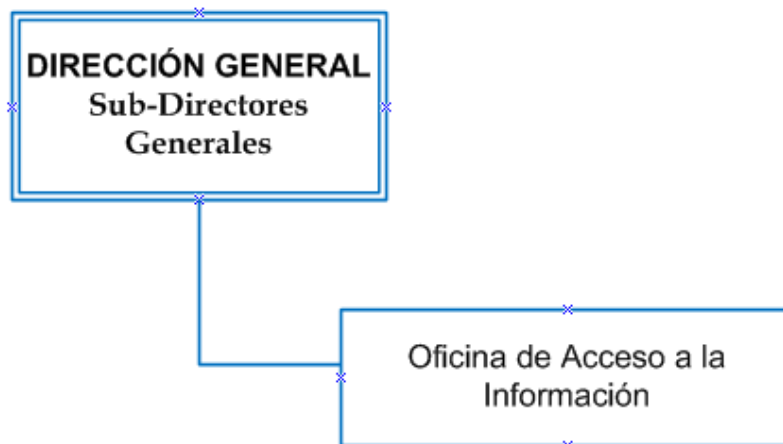 DIRECCIÓN GENERAL
Sub-Directores
Generales
Oficina de Acceso a la
Información